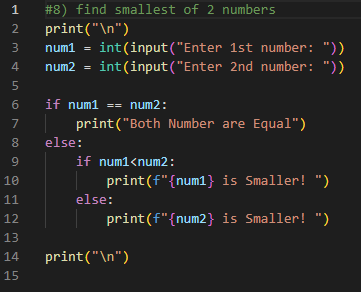 1 #8) find smallest of 2 numbers
2 print("\n")
3 num1 = int(input("Enter 1st number: "))
4 num2 = int(input("Enter 2nd number: "))
5
6 if num1 == num2:
7     print("Both Number are Equal")
8 else:
9     if num1<num2:
10         print(f"{num1} is Smaller! ")
11     else:
12         print(f"{num2} is Smaller! ")
13
14 print("\n")
15